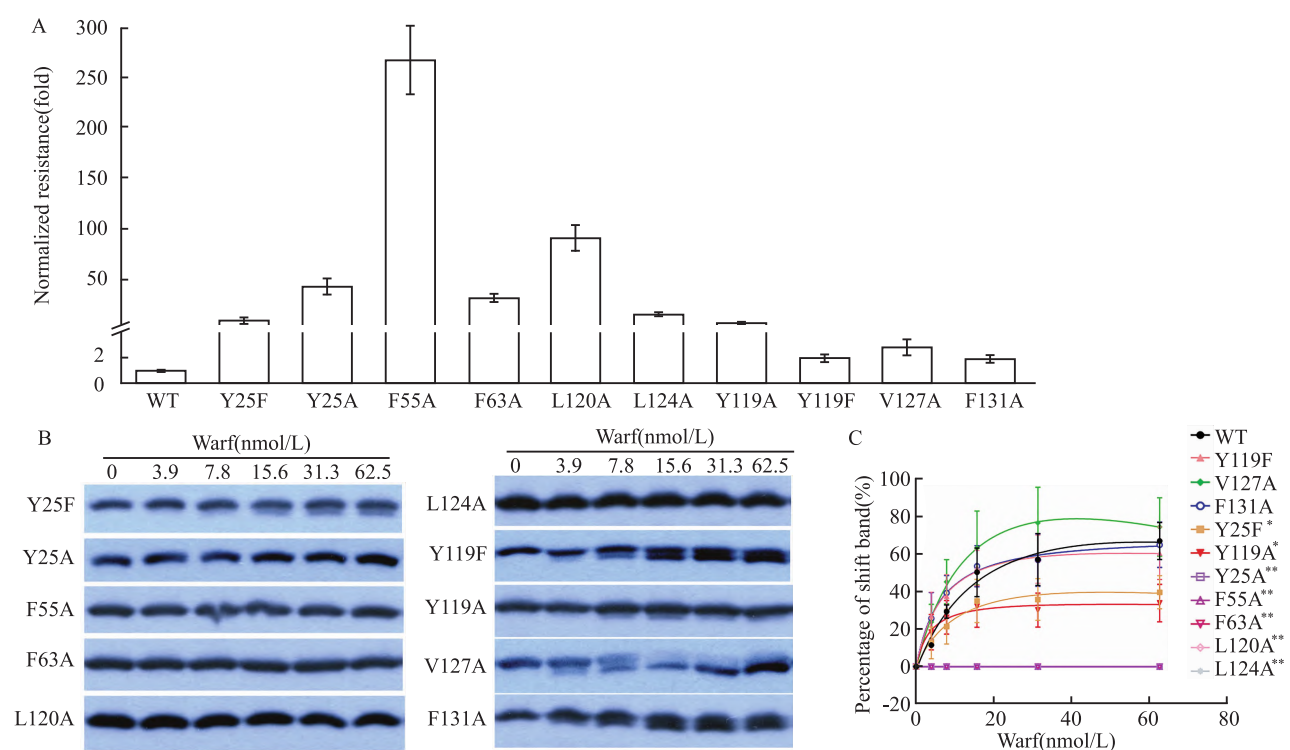 A
Normalized resistance(fold)
300
250
200
150
100
50
2
0
WT Y25F Y25A F55A F63A L120A L124A Y119A Y119F V127A F131A
B
Warf(nmol/L)
0 3.9 7.8 15.6 31.3 62.5
Y25F
Y25A
F55A
F63A
L120A
Warf(nmol/L)
0 3.9 7.8 15.6 31.3 62.5
L124A
Y119F
Y119A
V127A
F131A
C
Percentage of shift band(%)
100
80
60
40
20
0
-20
0 20 40 60 80
Warf(nmol/L)
WT
Y119F
V127A
F131A
Y25F*
Y119A*
Y25A**
F55A**
F63A**
L120A**
L124A**